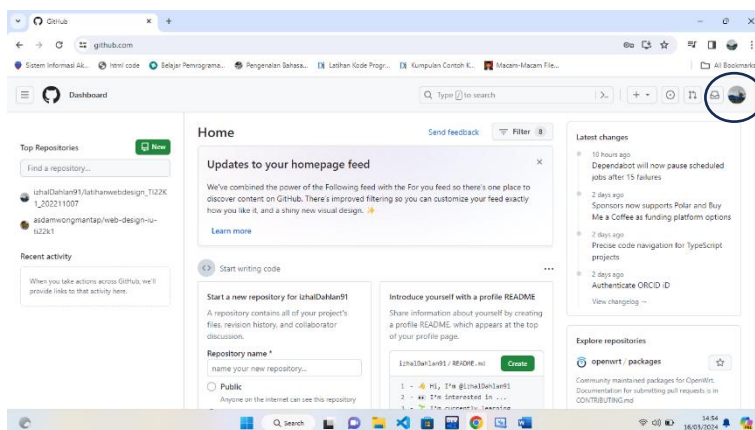 GitHub
github.com
Sistem Informasi Ak...
html code
Belajar Pemrograma...
Pengenalan Bahasa...
Latihan Kode Progr...
Kumpulan Contoh K...
Macam-Macam File...
All Bookmarks
Dashboard
Type / to search
Top Repositories
New
Find a repository...
izhalDahlan91/latihanwebdesign_TI22K
1_202211007
asdamwongmantap/web-design-iu-
ti22k1
Recent activity
When you take actions across GitHub, we'll
provide links to that activity here.
Home
Send feedback
Filter 8
Updates to your homepage feed
We've combined the power of the Following feed with the For you feed so there's one place to
discover content on GitHub. There's improved filtering so you can customize your feed exactly
how you like it, and a shiny new visual design. ✨
Learn more
Start writing code
Start a new repository for izhalDahlan91
A repository contains all of your project's
files, revision history, and collaborator
discussion.
Repository name *
name your new repository...
Public
Anyone on the internet can see this repository
Introduce yourself with a profile README
Share information about yourself by creating
a profile README, which appears at the top
of your profile page.
izhalDahlan91 / README.md
Create
1 - 👋 Hi, I'm @izhalDahlan91
2 - 👀 I'm interested in ...
3 - 🌱 I'm currently learning
Latest changes
10 hours ago
Dependabot will now pause scheduled
jobs after 15 failures
2 days ago
Sponsors now supports Polar and Buy
Me a Coffee as funding platform options
2 days ago
Precise code navigation for TypeScript
projects
2 days ago
Authenticate ORCID iD
View changelog →
Explore repositories
openwrt / packages
Community maintained packages for OpenWrt.
Documentation for submitting pull requests is in
CONTRIBUTING.md
Search
14:54
16/03/2024